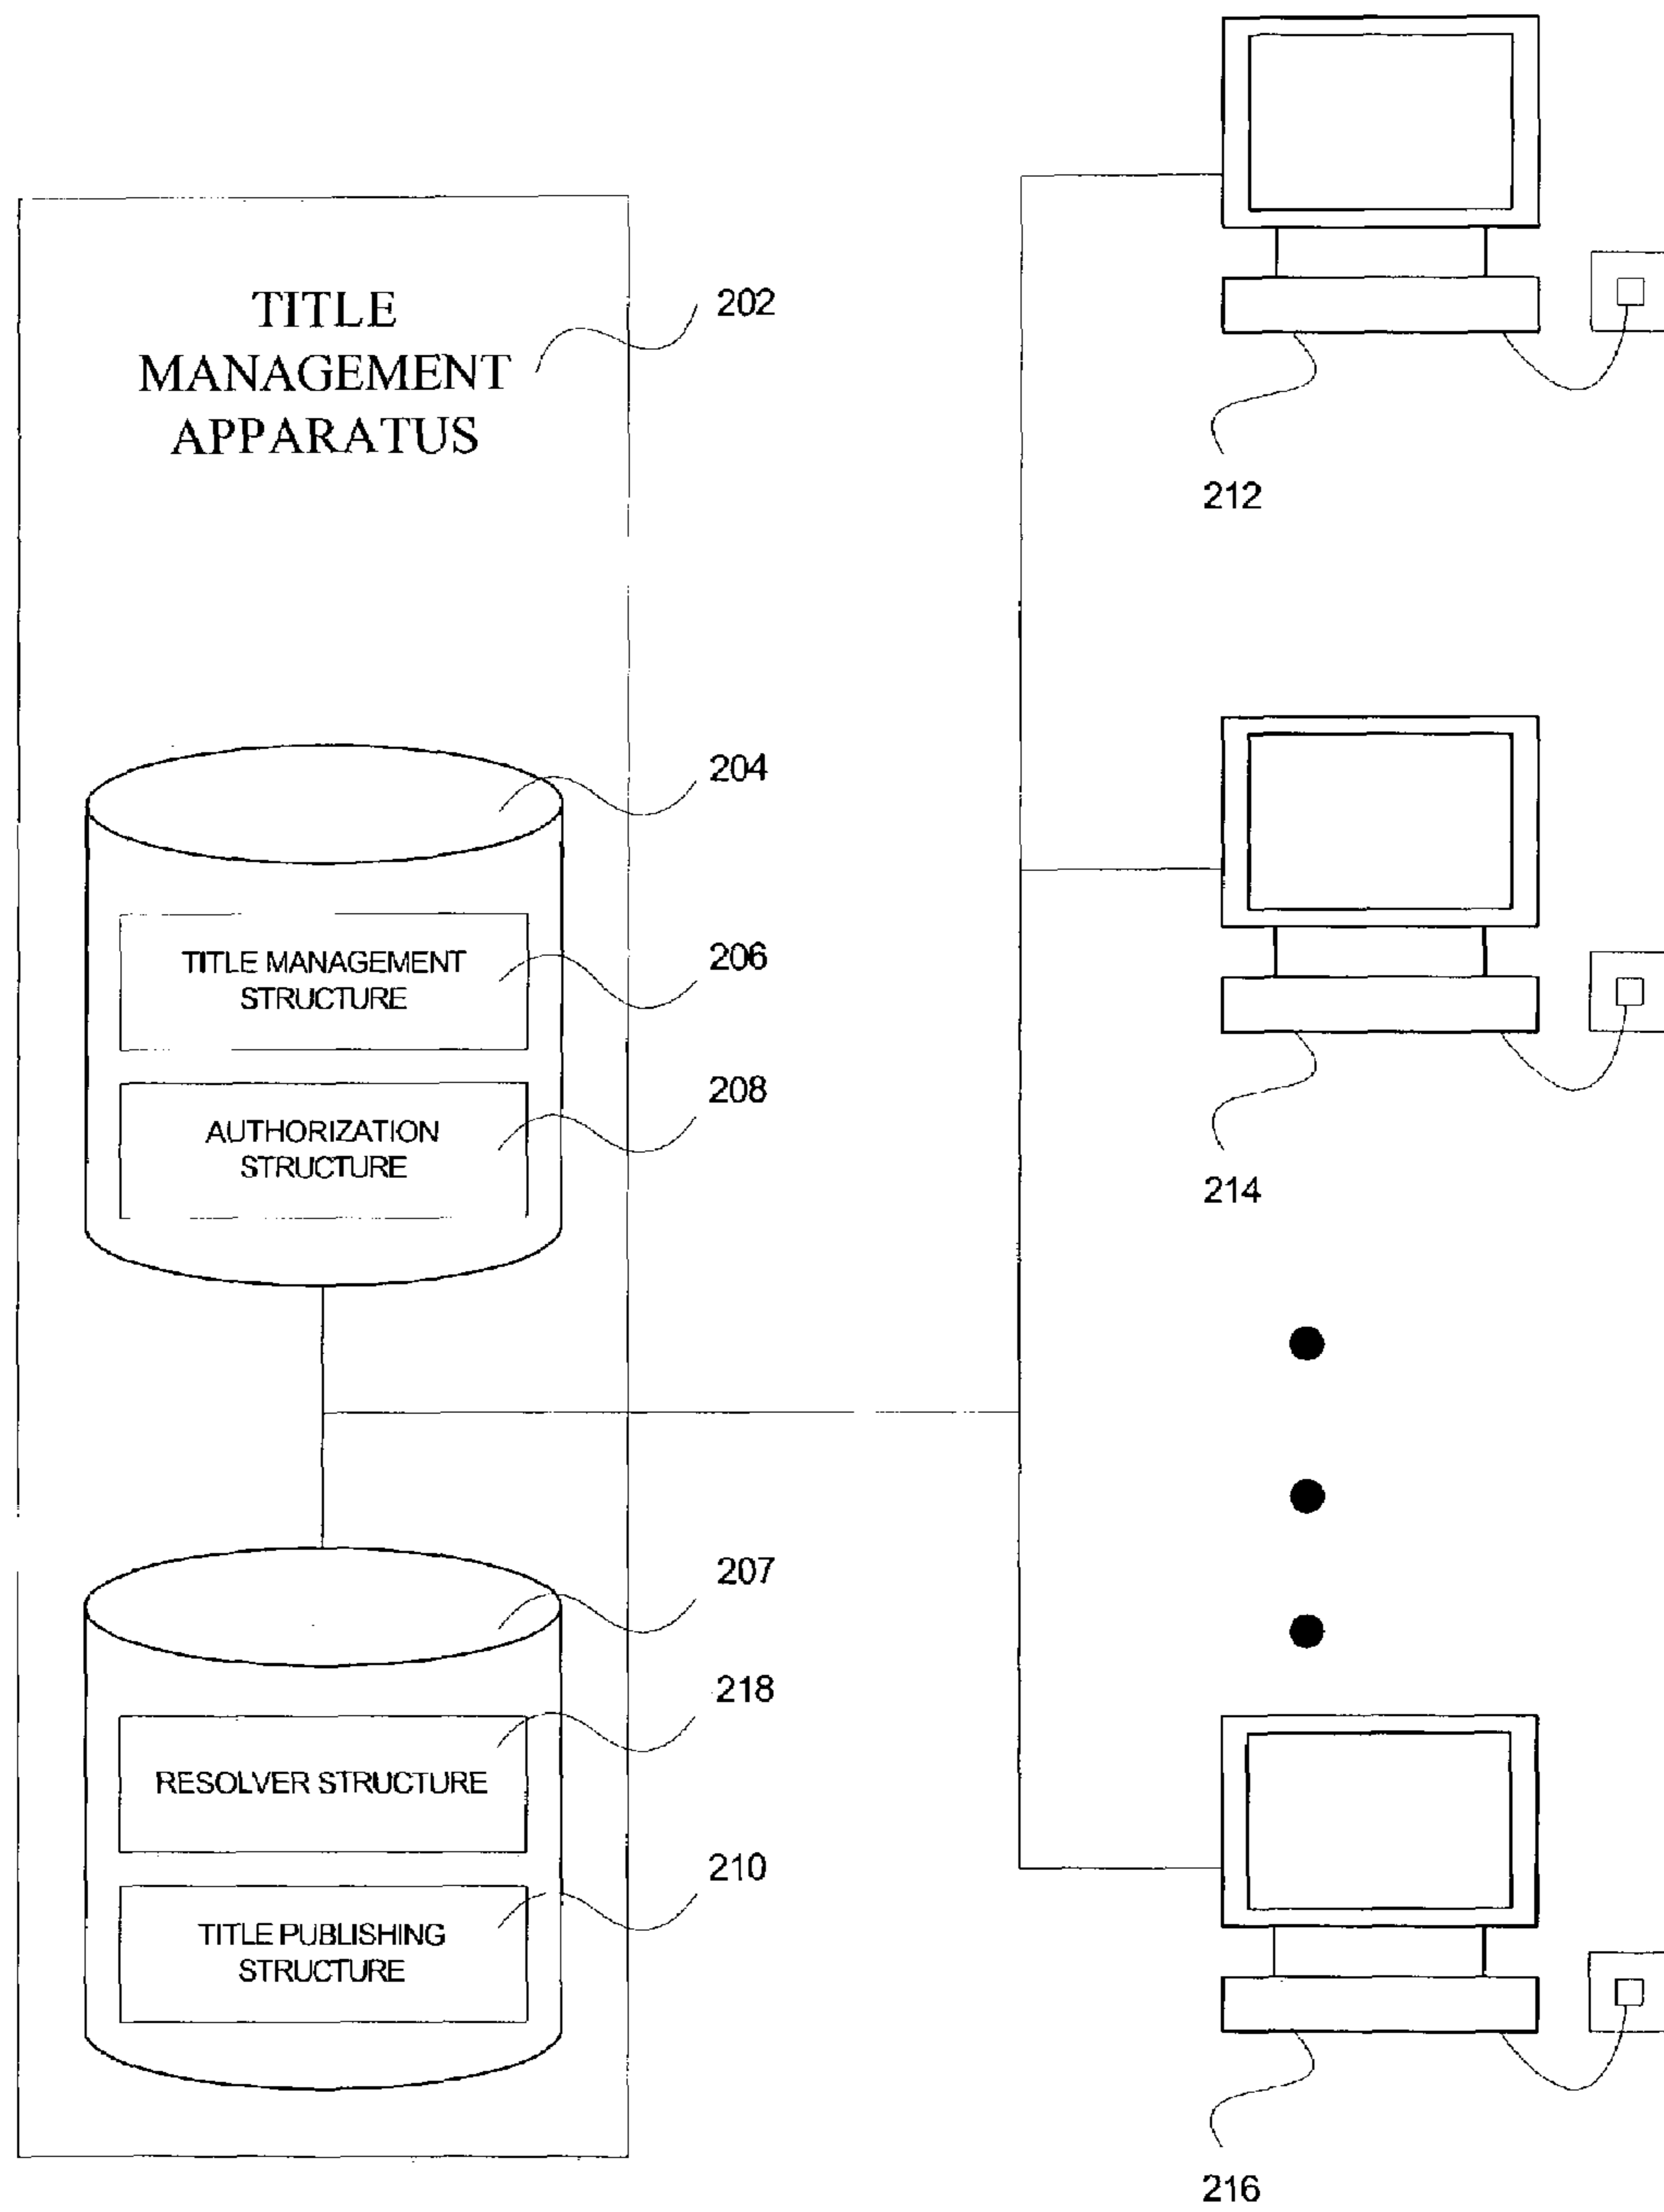 TITLE
MANAGEMENT
APPARATUS
202
204
TITLE MANAGEMENT
STRUCTURE
206
AUTHORIZATION
STRUCTURE
208
207
218
RESOLVER STRUCTURE
210
TITLE PUBLISHING
STRUCTURE
212
214
216